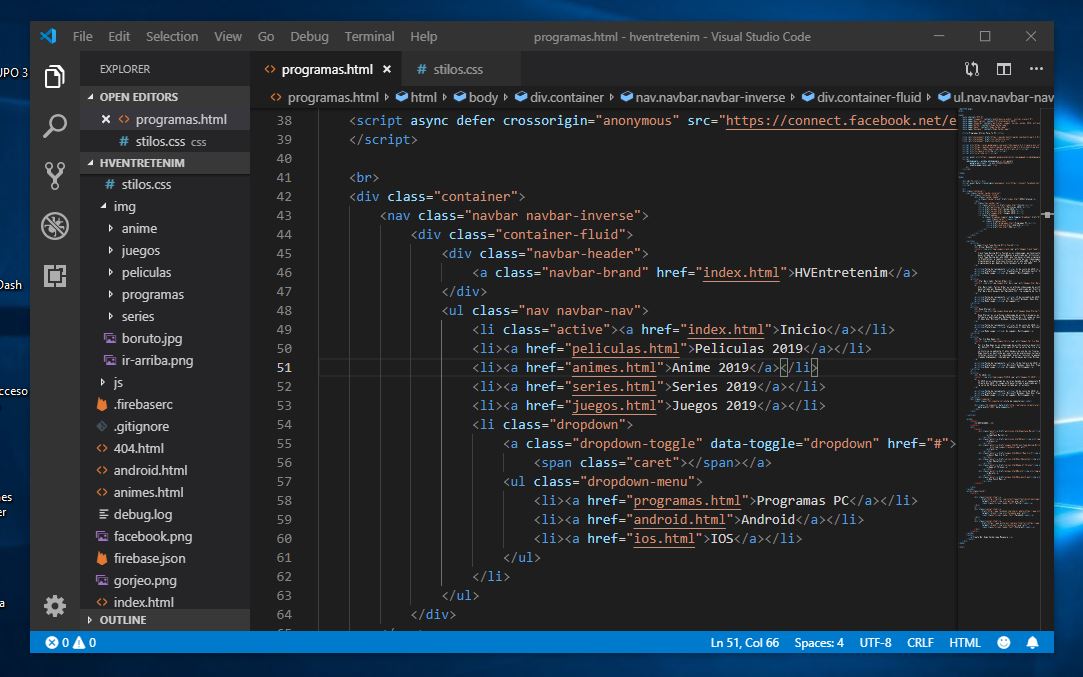 File Edit Selection View Go Debug Terminal Help programas.html - hventretenim - Visual Studio Code
UPO 3
EXPLORER
programas.html
# stilos.css
OPEN EDITORS
programas.html
stilos.css css
HVENTRETENIM
stilos.css
img
anime
juegos
peliculas
programas
series
boruto.jpg
ir-arriba.png
js
.firebaserc
.gitignore
404.html
android.html
animes.html
debug.log
facebook.png
firebase.json
gorjeo.png
index.html
OUTLINE
Dash
cceso
nes
er
a
programas.html html body div.container nav.navbar.navbar-inverse div.container-fluid ul.nav.navbar-nav
38 <script async defer crossorigin="anonymous" src="https://connect.facebook.net/e
39 </script>
40
41 <br>
42 <div class="container">
43 <nav class="navbar navbar-inverse">
44 <div class="container-fluid">
45 <div class="navbar-header">
46 <a class="navbar-brand" href="index.html">HVEntretenim</a>
47 </div>
48 <ul class="nav navbar-nav">
49 <li class="active"><a href="index.html">Inicio</a></li>
50 <li><a href="peliculas.html">Peliculas 2019</a></li>
51 <li><a href="animes.html">Anime 2019</a></li>
52 <li><a href="series.html">Series 2019</a></li>
53 <li><a href="juegos.html">Juegos 2019</a></li>
54 <li class="dropdown">
55 <a class="dropdown-toggle" data-toggle="dropdown" href="#">
56 <span class="caret"></span></a>
57 <ul class="dropdown-menu">
58 <li><a href="programas.html">Programas PC</a></li>
59 <li><a href="android.html">Android</a></li>
60 <li><a href="ios.html">IOS</a></li>
61 </ul>
62 </li>
63 </ul>
64 </div>
0 0 Ln 51, Col 66 Spaces: 4 UTF-8 CRLF HTML